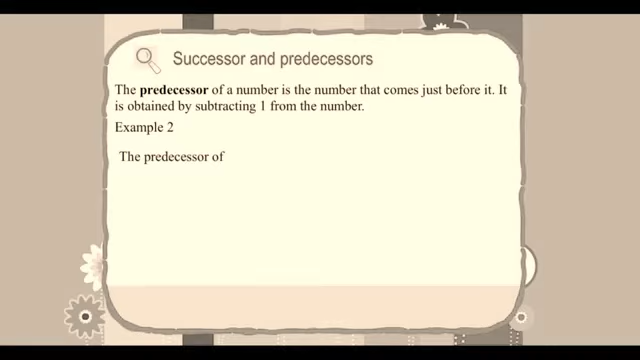 Successor and predecessors
The predecessor of a number is the number that comes just before it. It
is obtained by subtracting 1 from the number.
Example 2
The predecessor of